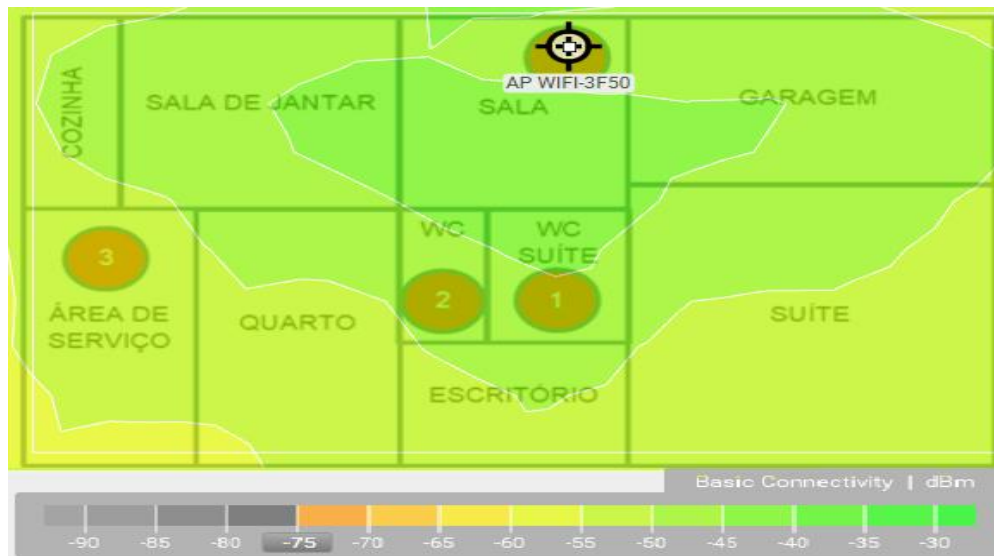 AP WIFI-3F50
COZINHA
SALA DE JANTAR
SALA
GARAGEM
WC
WC
SUÍTE
3
2
1
ÁREA DE
SERVIÇO
QUARTO
SUÍTE
ESCRITÓRIO
Basic Connectivity | dBm
-90 -85 -80 -75 -70 -65 -60 -55 -50 -45 -40 -35 -30